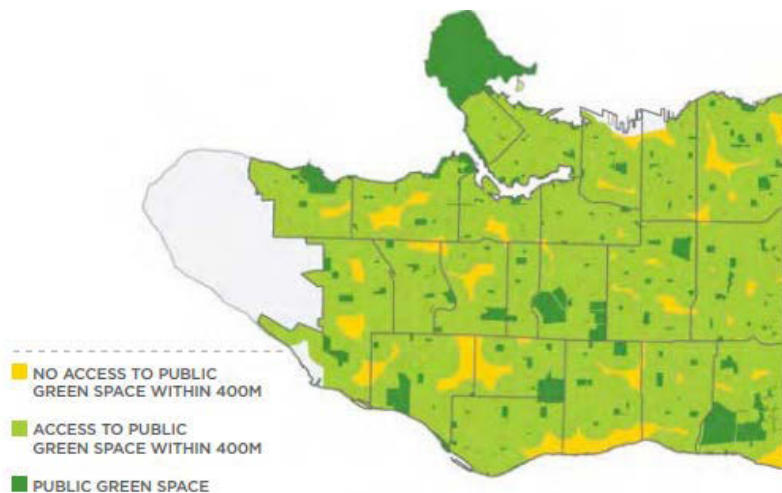 NO ACCESS TO PUBLIC
GREEN SPACE WITHIN 400M
ACCESS TO PUBLIC
GREEN SPACE WITHIN 400M
PUBLIC GREEN SPACE